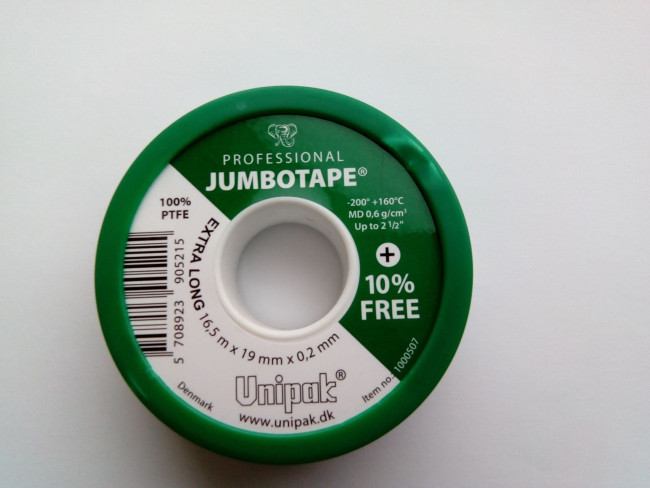 PROFESSIONAL
JUMBOTAPE®
100%
PTFE
-200° +160°C
MD 0,6 g/cm³
Up to 2 ½"
+
10%
FREE
EXTRA LONG 16,5 m x 19 mm x 0,2 mm
5 708923 905215
Unipak®
www.unipak.dk
Denmark
Item no. 1000507